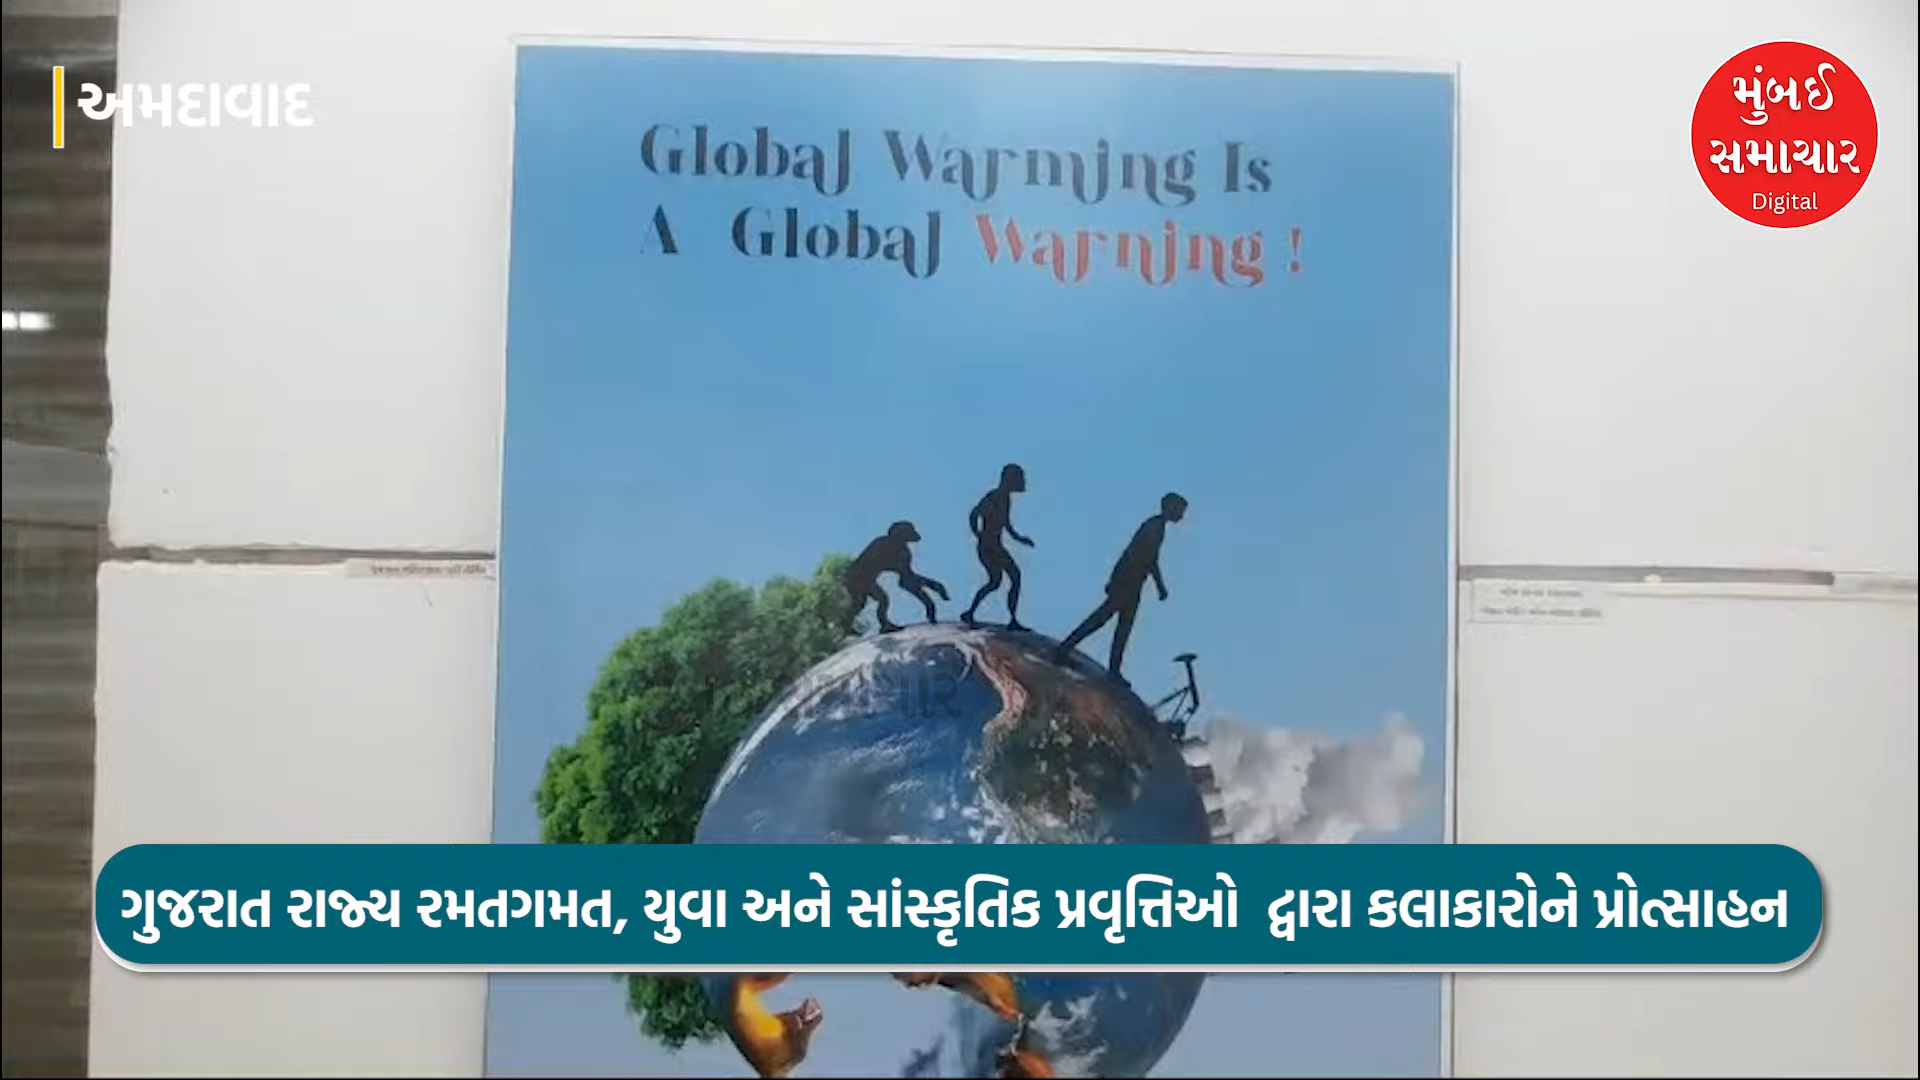 અમદાવાદ
મુંબઈ
સમાચાર
Digital
Global Warming Is
A Global Warning !
ગુજરાત રાજ્ય રમતગમત, યુવા અને સાંસ્કૃતિક પ્રવૃત્તિઓ દ્વારા કલાકારોને પ્રોત્સાહન